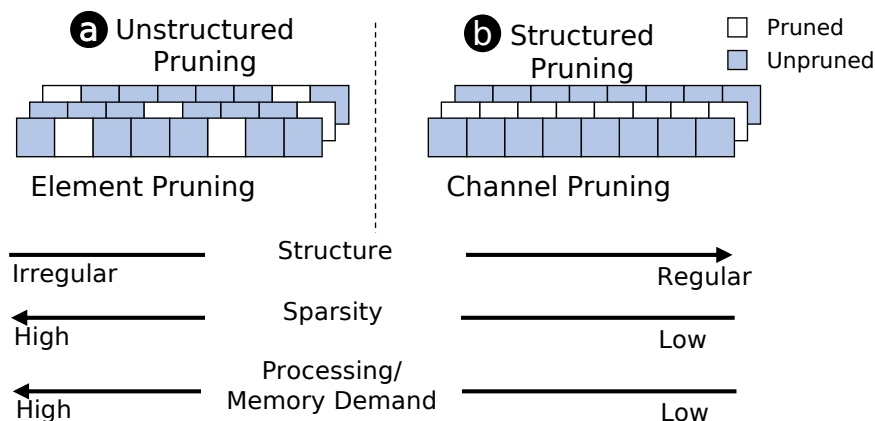 a Unstructured
Pruning
b Structured
Pruning
Pruned
Unpruned
Element Pruning
Channel Pruning
Structure
Irregular
Regular
Sparsity
High
Low
Processing/
Memory Demand
High
Low